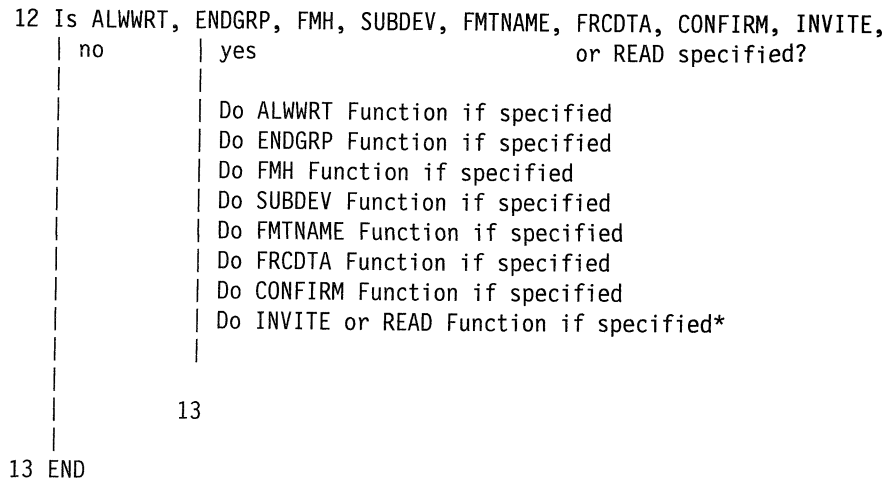 12 Is ALWWRT, ENDGRP, FMH, SUBDEV, FMTNAME, FRCDTA, CONFIRM, INVITE,
| no | yes or READ specified?
Do ALWWRT Function if specified
Do ENDGRP Function if specified
Do FMH Function if specified
Do SUBDEV Function if specified
Do FMTNAME Function if specified
Do FRCDTA Function if specified
Do CONFIRM Function if specified
Do INVITE or READ Function if specified*
13
13 END